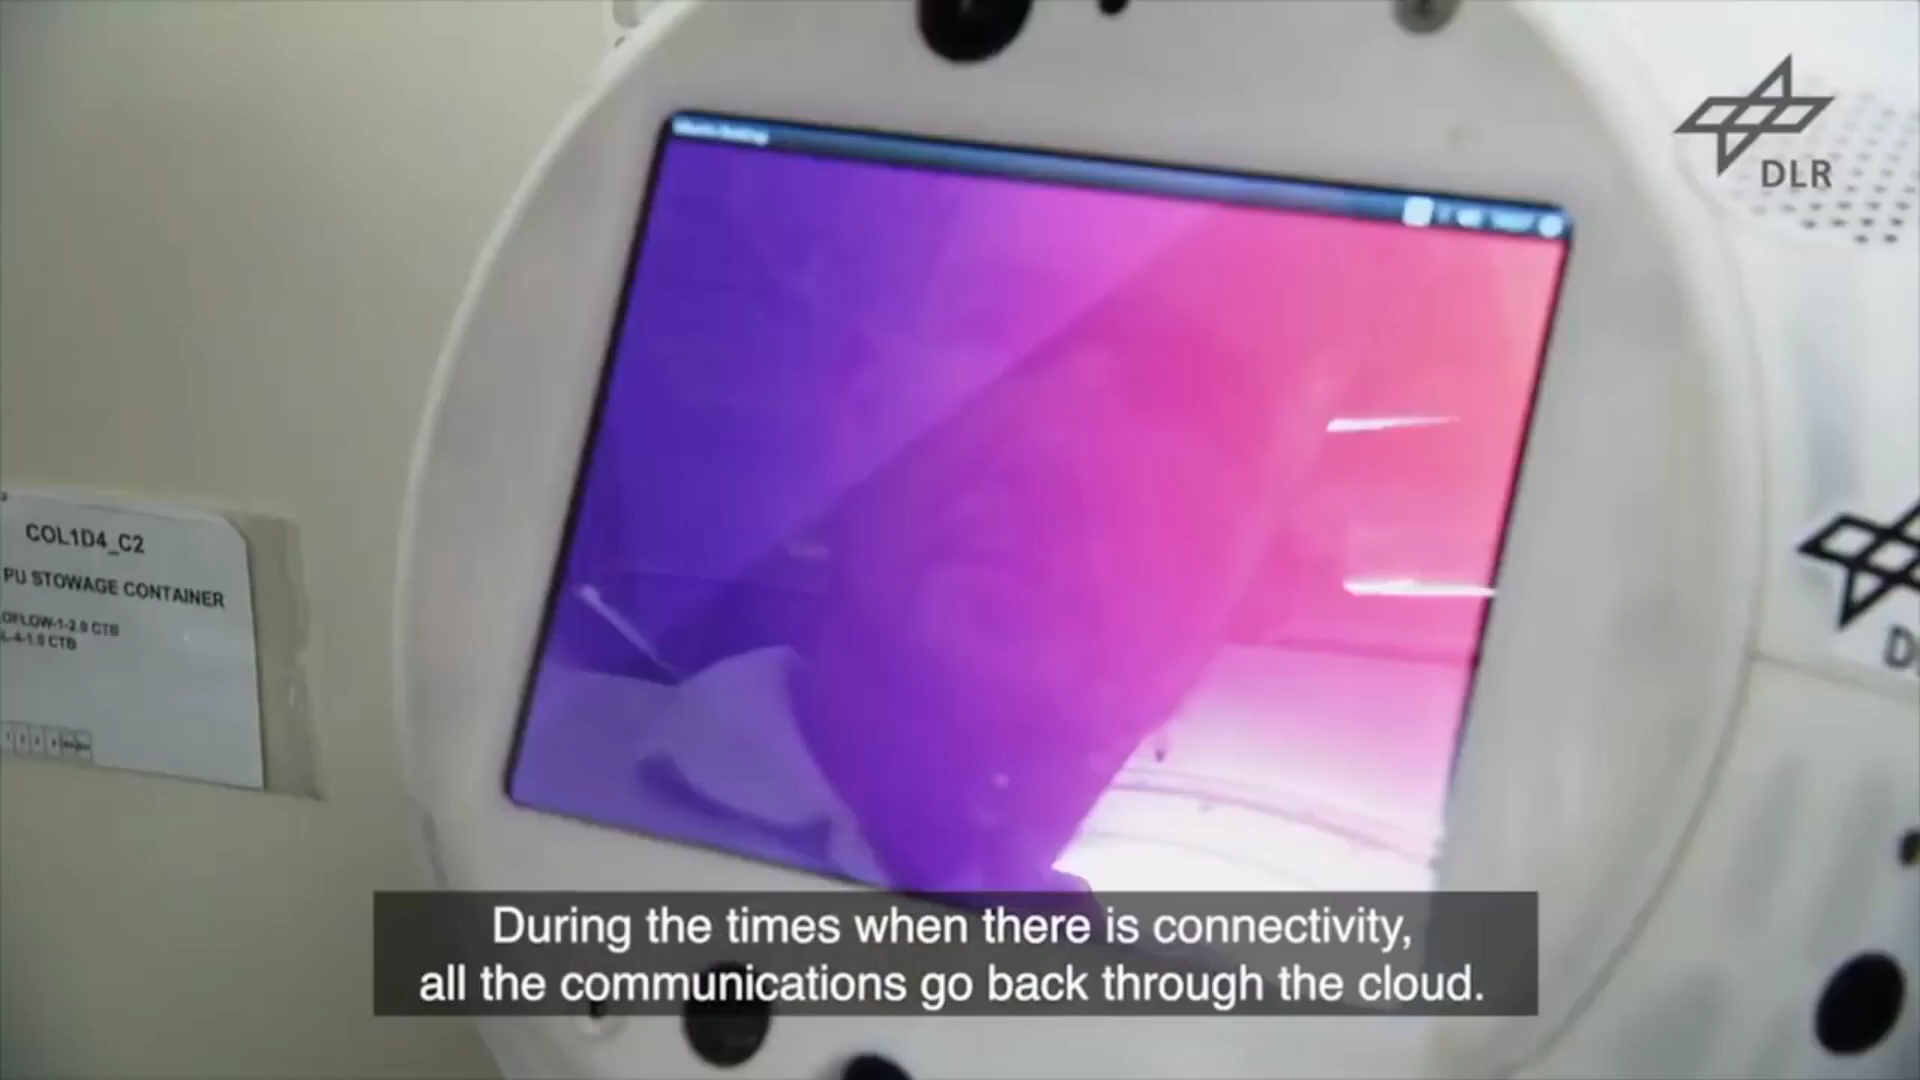 DLR
COL1D4_C2
PU STOWAGE CONTAINER
During the times when there is connectivity,
all the communications go back through the cloud.